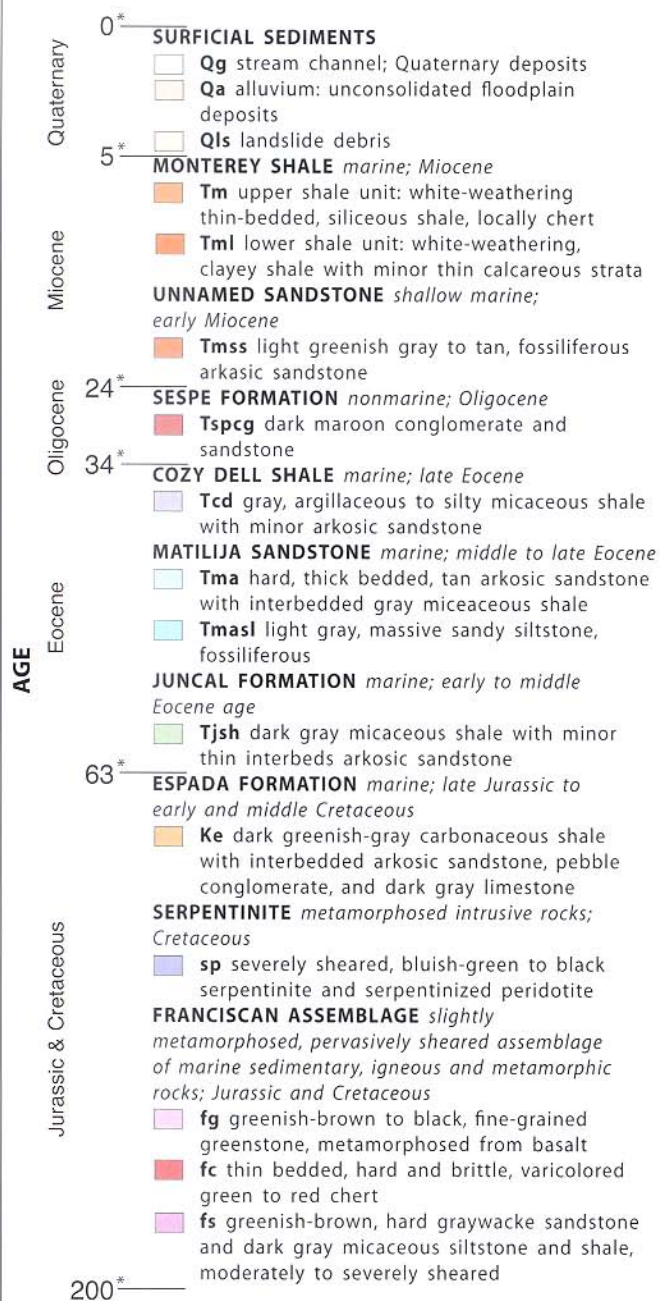 0*
SURFICIAL SEDIMENTS
Qg stream channel; Quaternary deposits
Qa alluvium: unconsolidated floodplain
deposits
Qls landslide debris
Quaternary
5*
MONTEREY SHALE marine; Miocene
Tm upper shale unit: white-weathering
thin-bedded, siliceous shale, locally chert
Tml lower shale unit: white-weathering,
clayey shale with minor thin calcareous strata
UNNAMED SANDSTONE shallow marine;
early Miocene
Tmss light greenish gray to tan, fossiliferous
arkasic sandstone
Miocene
24*
SESPE FORMATION nonmarine; Oligocene
Tspcg dark maroon conglomerate and
sandstone
Oligocene
34*
COZY DELL SHALE marine; late Eocene
Tcd gray, argillaceous to silty micaceous shale
with minor arkosic sandstone
MATILIJA SANDSTONE marine; middle to late Eocene
Tma hard, thick bedded, tan arkosic sandstone
with interbedded gray miceaceous shale
Tmasl light gray, massive sandy siltstone,
fossiliferous
JUNCAL FORMATION marine; early to middle
Eocene age
Tjsh dark gray micaceous shale with minor
thin interbeds arkosic sandstone
Eocene
AGE
63*
ESPADA FORMATION marine; late Jurassic to
early and middle Cretaceous
Ke dark greenish-gray carbonaceous shale
with interbedded arkosic sandstone, pebble
conglomerate, and dark gray limestone
SERPENTINITE metamorphosed intrusive rocks;
Cretaceous
sp severely sheared, bluish-green to black
serpentinite and serpentinized peridotite
FRANCISCAN ASSEMBLAGE slightly
metamorphosed, pervasively sheared assemblage
of marine sedimentary, igneous and metamorphic
rocks; Jurassic and Cretaceous
fg greenish-brown to black, fine-grained
greenstone, metamorphosed from basalt
fc thin bedded, hard and brittle, varicolored
green to red chert
fs greenish-brown, hard graywacke sandstone
and dark gray micaceous siltstone and shale,
moderately to severely sheared
Jurassic & Cretaceous
200*